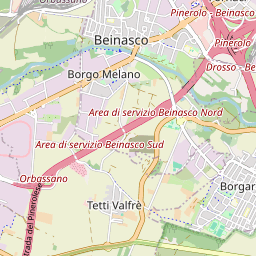 Orbassano
Pinerolo - Beinasco
Beinasco
Pinerolo
Borgo Melano
Drosso - Be
Area di servizio Beinasco Nord
Area di servizio Beinasco Sud
Orbassano
Borgar
Tetti Valfrè
trada del Pinerolese